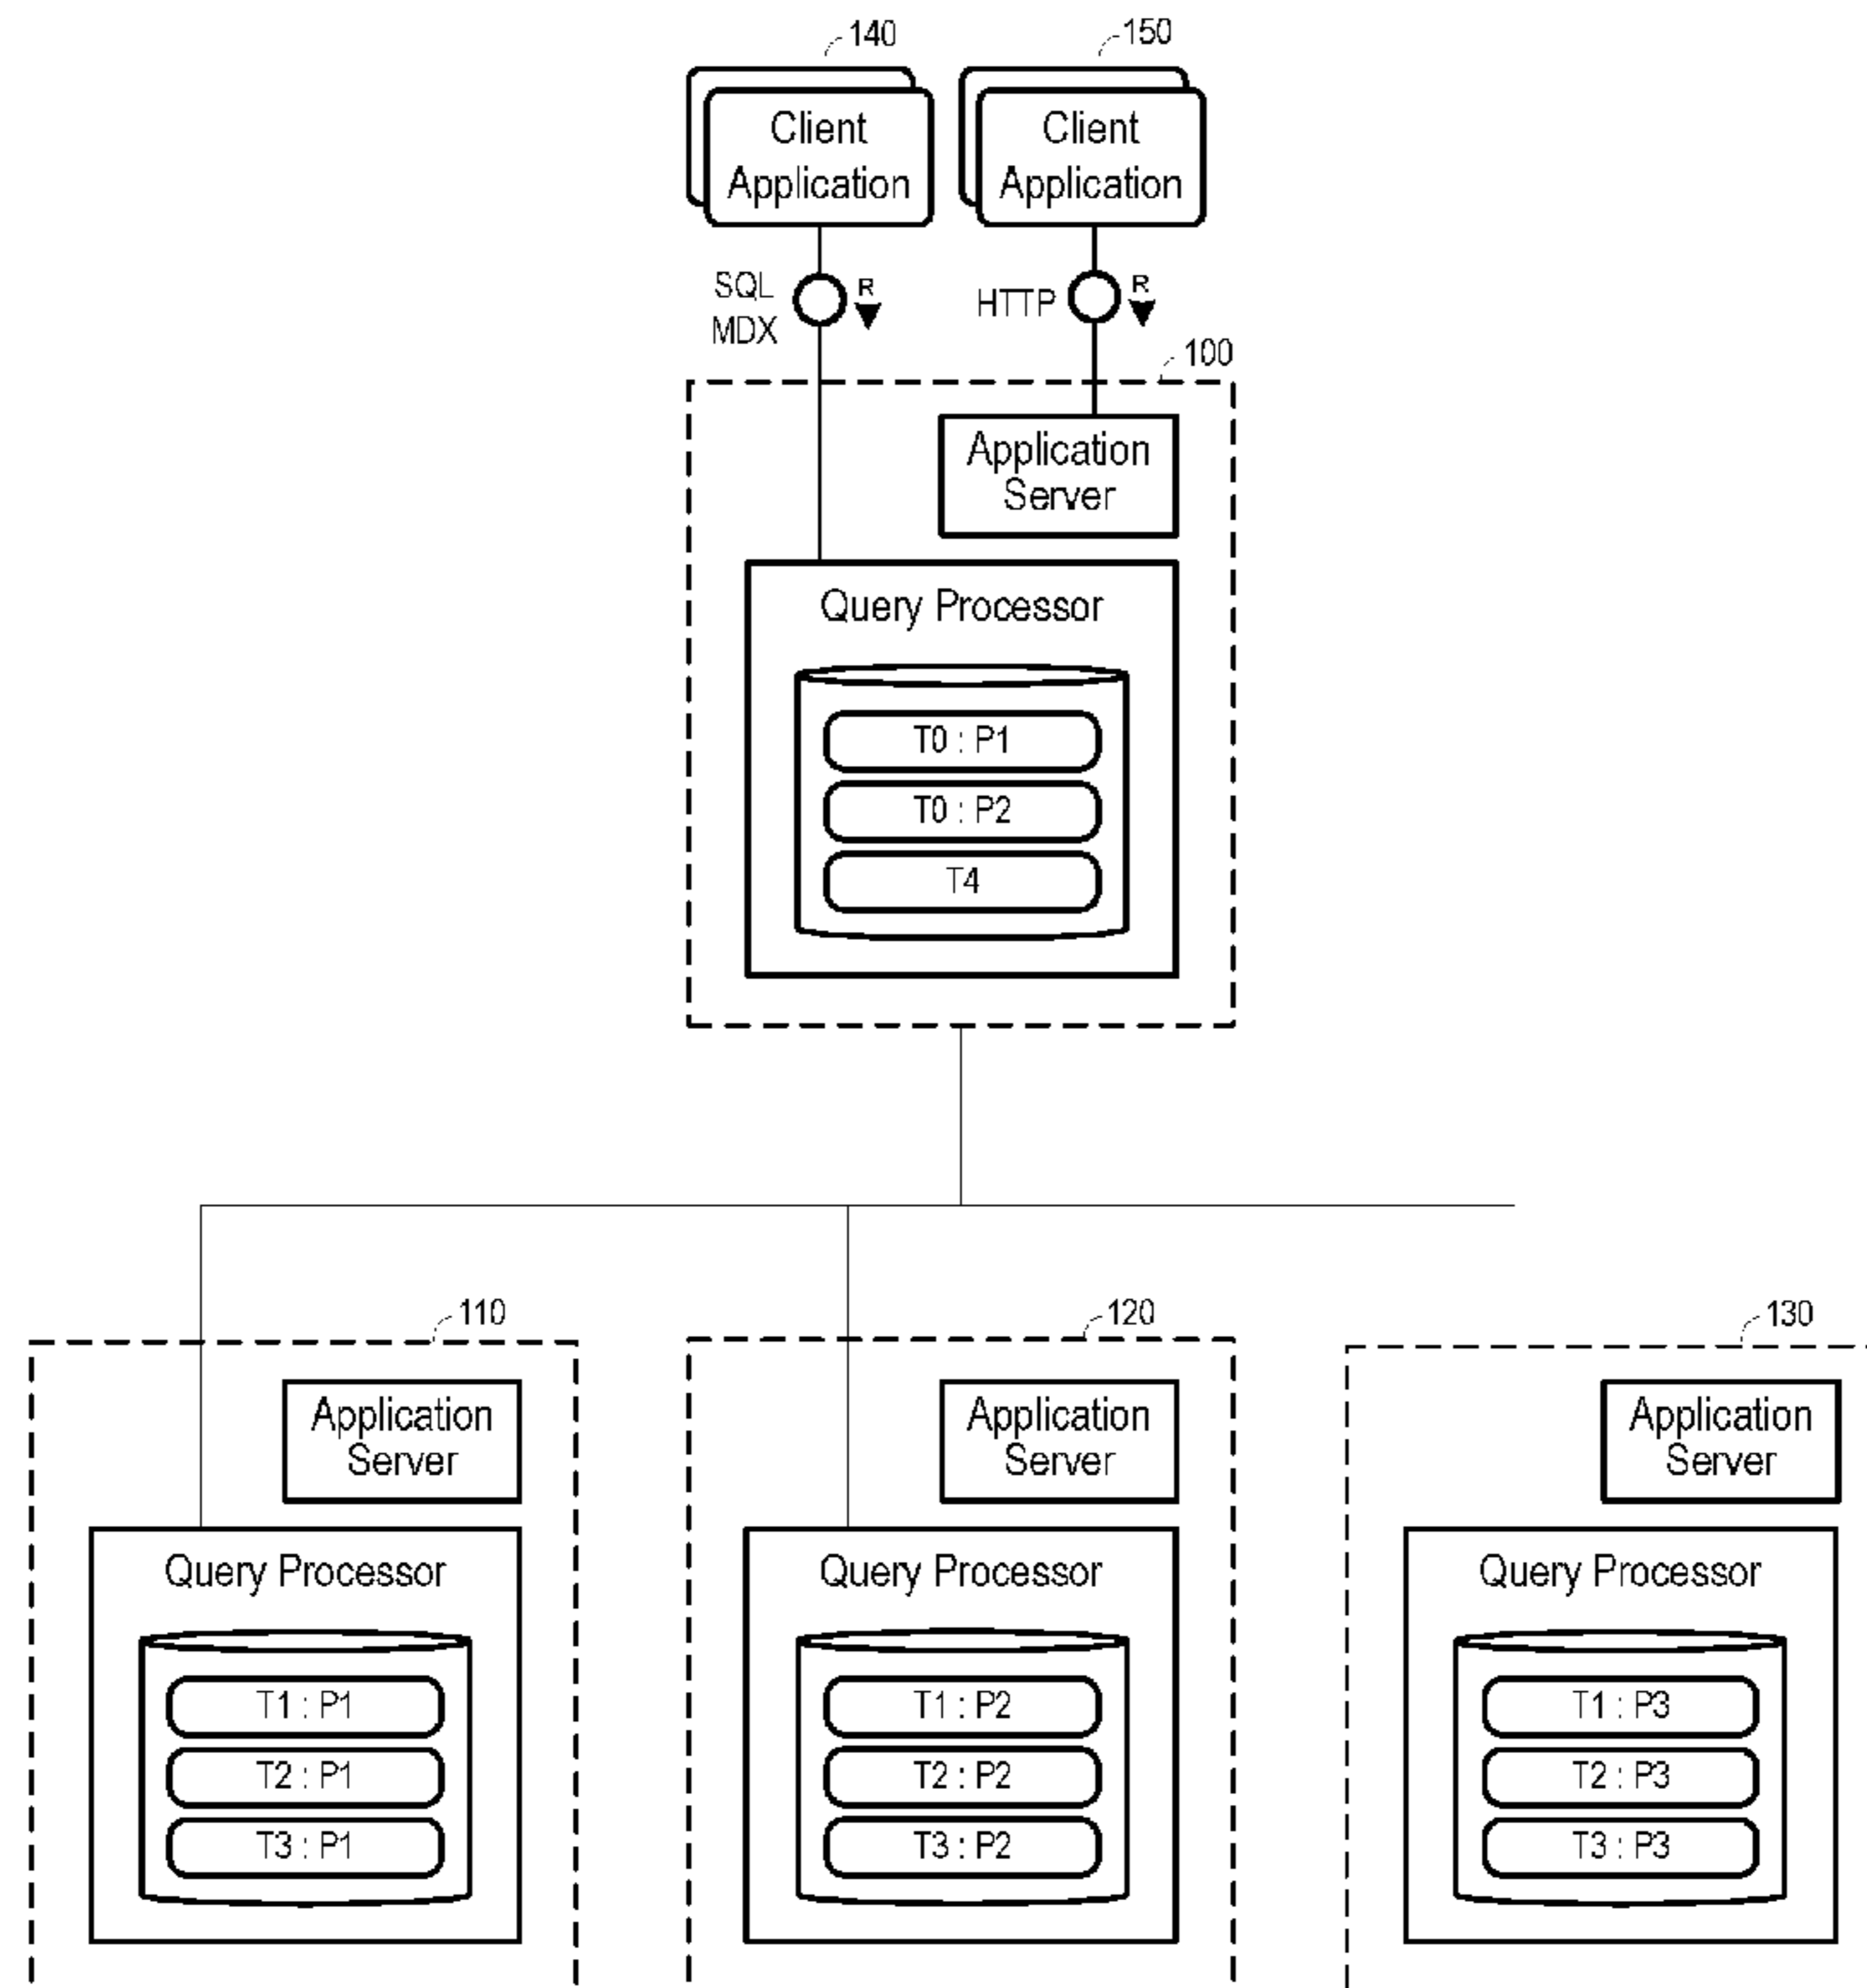 140
150
Client
Application
Client
Application
SQL
MDX
R
HTTP
R
100
Application
Server
Query Processor
T0 : P1
T0 : P2
T4
110
120
130
Application
Server
Application
Server
Application
Server
Query Processor
Query Processor
Query Processor
T1 : P1
T2 : P1
T3 : P1
T1 : P2
T2 : P2
T3 : P2
T1 : P3
T2 : P3
T3 : P3